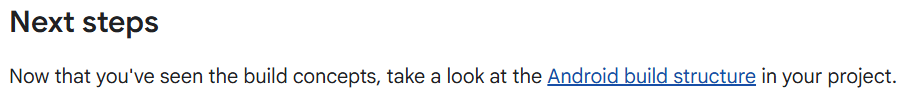 Next steps
Now that you've seen the build concepts, take a look at the Android build structure in your project.